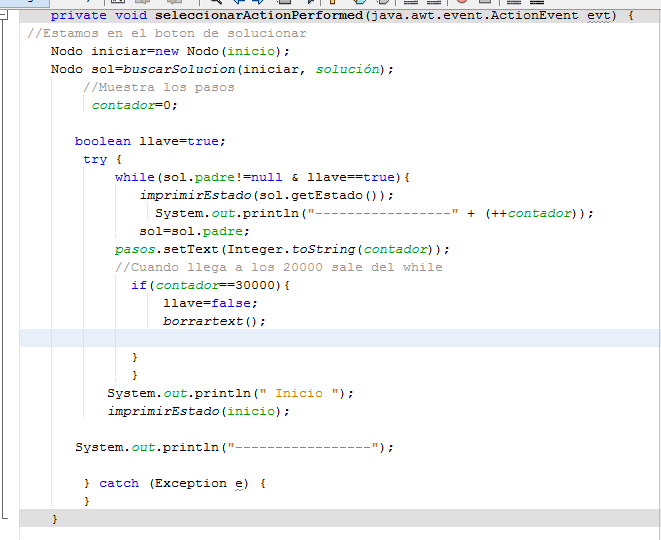 private void seleccionarActionPerformed(java.awt.event.ActionEvent evt) {
//Estamos en el boton de solucionar
Nodo iniciar=new Nodo(inicio);
Nodo sol=buscarSolucion(iniciar, solución);
//Muestra los pasos
contador=0;
boolean llave=true;
try {
while(sol.padre!=null & llave==true){
imprimirEstado(sol.getEstado());
System.out.println("-----------------" + (++contador));
sol=sol.padre;
pasos.setText(Integer.toString(contador));
//Cuando llega a los 20000 sale del while
if(contador==30000){
llave=false;
borrartext();
}
}
System.out.println(" Inicio ");
imprimirEstado(inicio);
System.out.println("-----------------");
} catch (Exception e) {
}
}